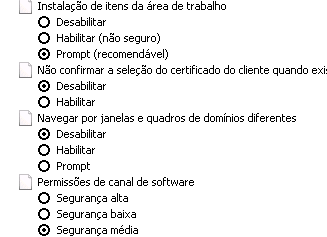 Instalação de itens da área de trabalho
Desabilitar
Habilitar (não seguro)
Prompt (recomendável)
Não confirmar a seleção do certificado do cliente quando exis
Desabilitar
Habilitar
Navegar por janelas e quadros de domínios diferentes
Desabilitar
Habilitar
Prompt
Permissões de canal de software
Segurança alta
Segurança baixa
Segurança média